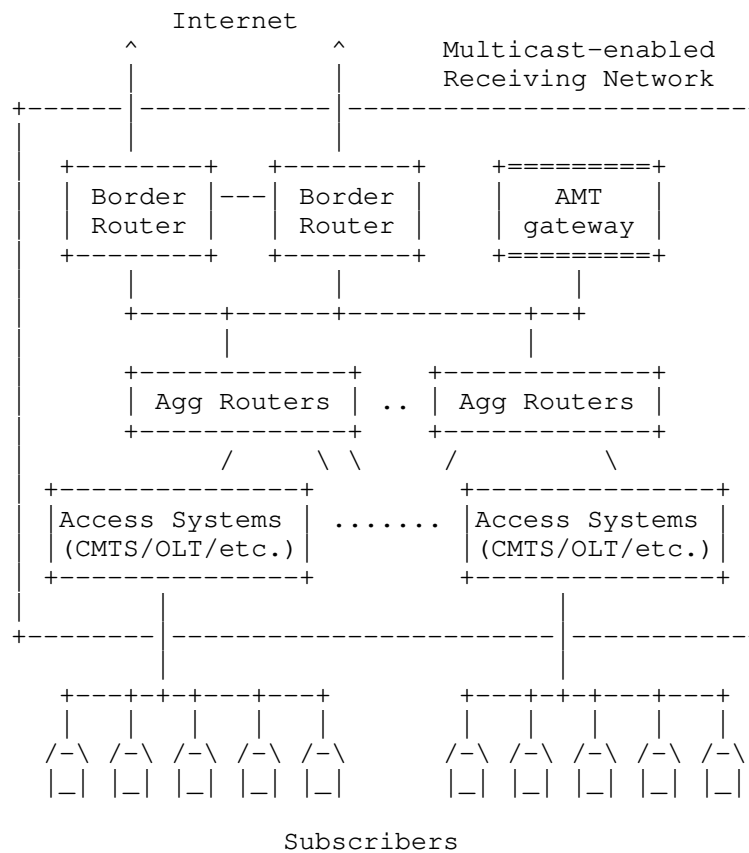 Internet
Multicast-enabled
Receiving Network
Border Router
Border Router
AMT gateway
Agg Routers .. Agg Routers
Access Systems (CMTS/OLT/etc.) ....... Access Systems (CMTS/OLT/etc.)
Subscribers